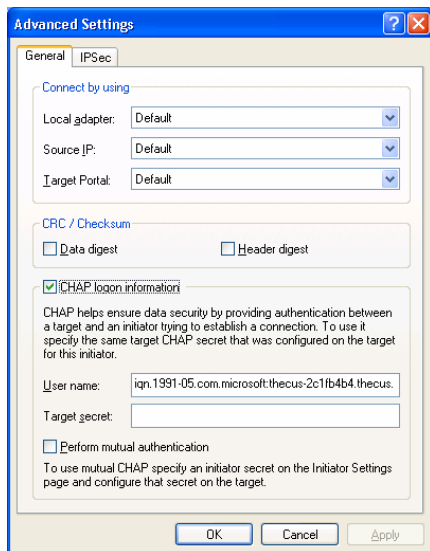 Advanced Settings
General IPSec
Connect by using
Local adapter: Default
Source IP: Default
Target Portal: Default
CRC / Checksum
Data digest Header digest
CHAP logon information
CHAP helps ensure data security by providing authentication between
a target and an initiator trying to establish a connection. To use it
specify the same target CHAP secret that was configured on the target
for this initiator.
User name: iqn.1991-05.com.microsoft:thecus-2c1fb4b4.thecus.
Target secret:
Perform mutual authentication
To use mutual CHAP specify an initiator secret on the Initiator Settings
page and configure that secret on the target.
OK Cancel Apply